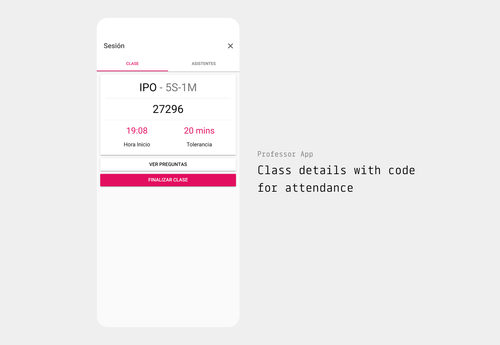 Sesión
CLASE
ASISTENTES
IPO - 5S-1M
27296
19:08
20 mins
Hora Inicio
Tolerancia
VER PREGUNTAS
FINALIZAR CLASE
Professor App
Class details with code
for attendance